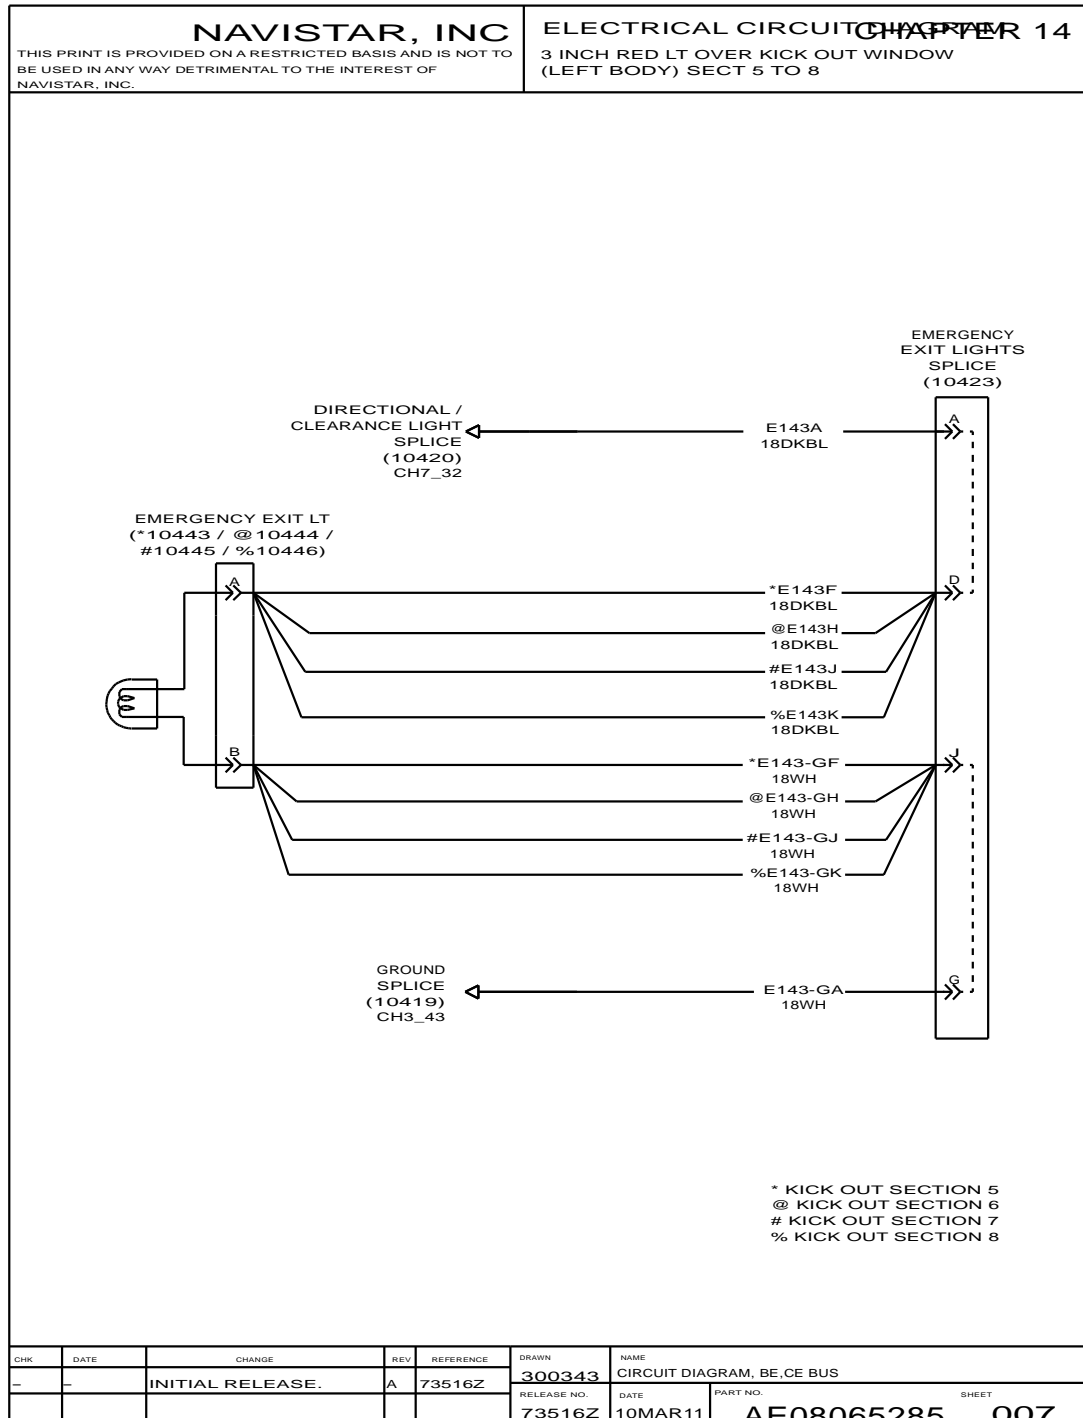 NAVISTAR, INC
THIS PRINT IS PROVIDED ON A RESTRICTED BASIS AND IS NOT TO
BE USED IN ANY WAY DETRIMENTAL TO THE INTEREST OF
NAVISTAR, INC.
ELECTRICAL CIRCUIT DIAGRAM
CHAPTER 14
3 INCH RED LT OVER KICK OUT WINDOW
(LEFT BODY) SECT 5 TO 8
EMERGENCY
EXIT LIGHTS
SPLICE
(10423)
DIRECTIONAL /
CLEARANCE LIGHT
SPLICE
(10420)
CH7_32
E143A
18DKBL
A
EMERGENCY EXIT LT
(*10443 / @10444 /
#10445 / %10446)
A
*E143F
18DKBL
D
@E143H
18DKBL
#E143J
18DKBL
%E143K
18DKBL
B
*E143-GF
18WH
J
@E143-GH
18WH
#E143-GJ
18WH
%E143-GK
18WH
GROUND
SPLICE
(10419)
CH3_43
E143-GA
18WH
G
* KICK OUT SECTION 5
@ KICK OUT SECTION 6
# KICK OUT SECTION 7
% KICK OUT SECTION 8
CHK DATE CHANGE REV REFERENCE
– – INITIAL RELEASE. A 73516Z
DRAWN
300343
NAME
CIRCUIT DIAGRAM, BE,CE BUS
RELEASE NO.
73516Z
DATE
10MAR11
PART NO.
AE08065285
SHEET
007